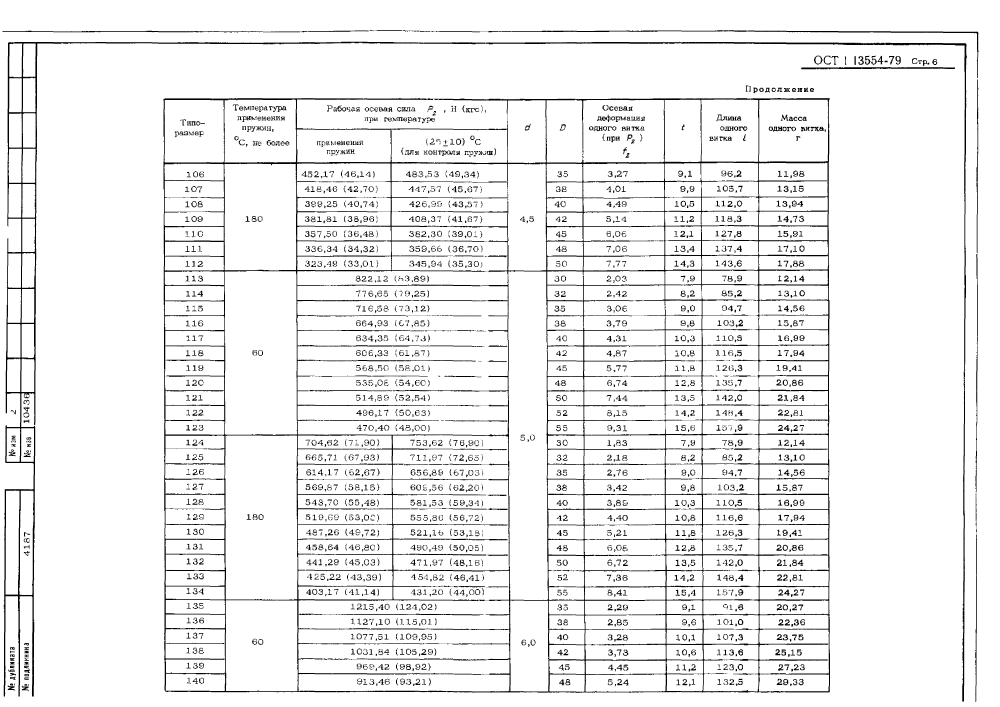 ОСТ 1 13554-79 Стр. 6
Продолжение
Типо-размер | Температура применения пружин, °С, не более | Рабочая осевая сила P₂, Н (кгс), при температуре | d | D | Осевая деформация одного витка (при P₂) f₂ | t | Длина одного витка l | Масса одного витка, г
применения пружин | (25±10) °С (для контроля пружин)
106 | 180 | 452,17 (46,14) | 483,53 (49,34) | 4,5 | 35 | 3,27 | 9,1 | 96,2 | 11,98
107 | 418,46 (42,70) | 447,57 (45,67) | 38 | 4,01 | 9,9 | 105,7 | 13,15
108 | 399,25 (40,74) | 426,99 (43,57) | 40 | 4,49 | 10,5 | 112,0 | 13,94
109 | 381,81 (38,96) | 408,37 (41,67) | 42 | 5,14 | 11,2 | 118,3 | 14,73
110 | 357,50 (36,48) | 382,30 (39,01) | 45 | 6,06 | 12,1 | 127,8 | 15,91
111 | 336,34 (34,32) | 359,66 (36,70) | 48 | 7,06 | 13,4 | 137,4 | 17,10
112 | 323,49 (33,01) | 345,94 (35,30) | 50 | 7,77 | 14,3 | 143,6 | 17,88
113 | 60 | 822,12 (83,89) | 5,0 | 30 | 2,03 | 7,9 | 78,9 | 12,14
114 | 776,65 (79,25) | 32 | 2,42 | 8,2 | 85,2 | 13,10
115 | 716,58 (73,12) | 35 | 3,06 | 9,0 | 94,7 | 14,56
116 | 664,93 (67,85) | 38 | 3,79 | 9,8 | 103,2 | 15,87
117 | 634,35 (64,73) | 40 | 4,31 | 10,3 | 110,5 | 16,99
118 | 606,33 (61,87) | 42 | 4,87 | 10,8 | 116,5 | 17,94
119 | 568,50 (58,01) | 45 | 5,77 | 11,8 | 126,3 | 19,41
120 | 535,08 (54,60) | 48 | 6,74 | 12,8 | 135,7 | 20,86
121 | 514,89 (52,54) | 50 | 7,44 | 13,5 | 142,0 | 21,84
122 | 496,17 (50,63) | 52 | 8,15 | 14,2 | 148,4 | 22,81
123 | 470,40 (48,00) | 55 | 9,31 | 15,6 | 157,9 | 24,27
124 | 180 | 704,62 (71,90) | 753,62 (76,90) | 30 | 1,83 | 7,9 | 78,9 | 12,14
125 | 665,71 (67,93) | 711,97 (72,65) | 32 | 2,18 | 8,2 | 85,2 | 13,10
126 | 614,17 (62,67) | 656,89 (67,03) | 35 | 2,76 | 9,0 | 94,7 | 14,56
127 | 569,87 (58,15) | 609,56 (62,20) | 38 | 3,42 | 9,8 | 103,2 | 15,87
128 | 543,70 (55,48) | 581,53 (59,34) | 40 | 3,89 | 10,3 | 110,5 | 16,99
129 | 519,69 (53,03) | 555,86 (56,72) | 42 | 4,40 | 10,8 | 116,6 | 17,94
130 | 487,26 (49,72) | 521,16 (53,18) | 45 | 5,21 | 11,8 | 126,3 | 19,41
131 | 458,64 (46,80) | 490,49 (50,05) | 48 | 6,08 | 12,8 | 135,7 | 20,86
132 | 441,29 (45,03) | 471,97 (48,16) | 50 | 6,72 | 13,5 | 142,0 | 21,84
133 | 425,22 (43,39) | 454,82 (46,41) | 52 | 7,36 | 14,2 | 148,4 | 22,81
134 | 403,17 (41,14) | 431,20 (44,00) | 55 | 8,41 | 15,4 | 157,9 | 24,27
135 | 60 | 1215,40 (124,02) | 6,0 | 35 | 2,29 | 9,1 | 91,6 | 20,27
136 | 1127,10 (115,01) | 38 | 2,85 | 9,6 | 101,0 | 22,36
137 | 1077,51 (109,95) | 40 | 3,28 | 10,1 | 107,3 | 23,75
138 | 1031,84 (105,29) | 42 | 3,73 | 10,6 | 113,6 | 25,15
139 | 969,42 (98,92) | 45 | 4,45 | 11,2 | 123,0 | 27,23
140 | 913,46 (93,21) | 48 | 5,24 | 12,1 | 132,5 | 29,33
№ изм 2
№ изв 10436
№ дубликата
№ подлинника 4187